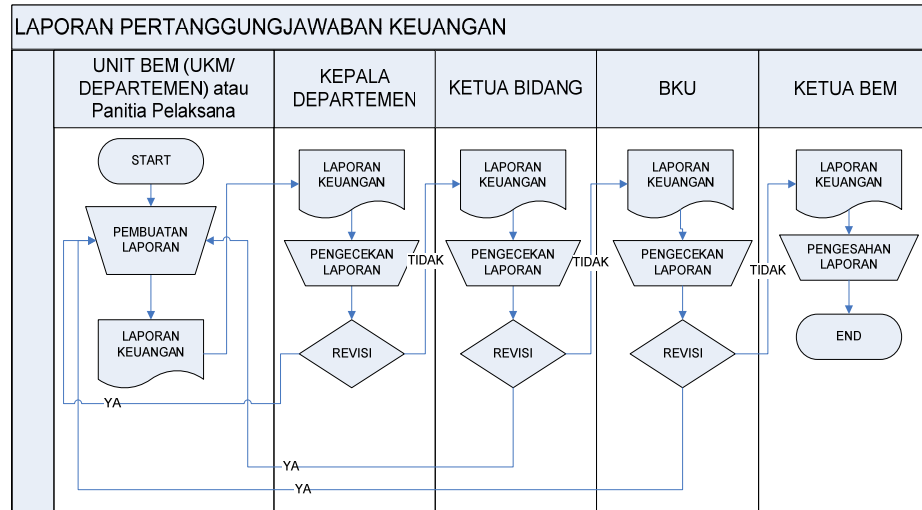 LAPORAN PERTANGGUNGJAWABAN KEUANGAN
UNIT BEM (UKM/
DEPARTEMEN) atau
Panitia Pelaksana
KEPALA
DEPARTEMEN
KETUA BIDANG
BKU
KETUA BEM
START
PEMBUATAN
LAPORAN
LAPORAN
KEUANGAN
YA
LAPORAN
KEUANGAN
PENGECEKAN
LAPORAN
REVISI
TIDAK
LAPORAN
KEUANGAN
PENGECEKAN
LAPORAN
REVISI
TIDAK
YA
LAPORAN
KEUANGAN
PENGECEKAN
LAPORAN
REVISI
TIDAK
YA
LAPORAN
KEUANGAN
PENGESAHAN
LAPORAN
END